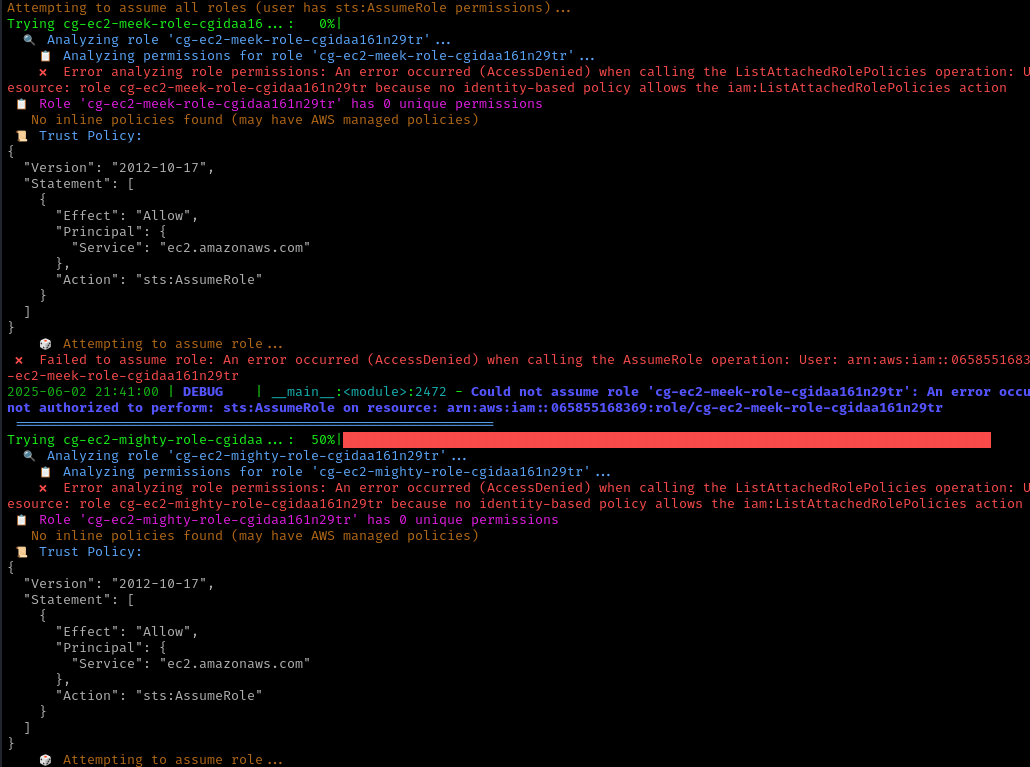 Attempting to assume all roles (user has sts:AssumeRole permissions)...
Trying cg-ec2-meek-role-cgidaa16...:   0%|
🔍 Analyzing role 'cg-ec2-meek-role-cgidaa161n29tr'...
📋 Analyzing permissions for role 'cg-ec2-meek-role-cgidaa161n29tr'...
❌ Error analyzing role permissions: An error occurred (AccessDenied) when calling the ListAttachedRolePolicies operation: U
esource: role cg-ec2-meek-role-cgidaa161n29tr because no identity-based policy allows the iam:ListAttachedRolePolicies action
📋 Role 'cg-ec2-meek-role-cgidaa161n29tr' has 0 unique permissions
No inline policies found (may have AWS managed policies)
📜 Trust Policy:
{
  "Version": "2012-10-17",
  "Statement": [
    {
      "Effect": "Allow",
      "Principal": {
        "Service": "ec2.amazonaws.com"
      },
      "Action": "sts:AssumeRole"
    }
  ]
}
🎲 Attempting to assume role...
❌ Failed to assume role: An error occurred (AccessDenied) when calling the AssumeRole operation: User: arn:aws:iam::0658551683
-ec2-meek-role-cgidaa161n29tr
2025-06-02 21:41:00 | DEBUG    | __main__:<module>:2472 - Could not assume role 'cg-ec2-meek-role-cgidaa161n29tr': An error occu
not authorized to perform: sts:AssumeRole on resource: arn:aws:iam::065855168369:role/cg-ec2-meek-role-cgidaa161n29tr
Trying cg-ec2-mighty-role-cgidaa...:  50%|
🔍 Analyzing role 'cg-ec2-mighty-role-cgidaa161n29tr'...
📋 Analyzing permissions for role 'cg-ec2-mighty-role-cgidaa161n29tr'...
❌ Error analyzing role permissions: An error occurred (AccessDenied) when calling the ListAttachedRolePolicies operation: U
esource: role cg-ec2-mighty-role-cgidaa161n29tr because no identity-based policy allows the iam:ListAttachedRolePolicies action
📋 Role 'cg-ec2-mighty-role-cgidaa161n29tr' has 0 unique permissions
No inline policies found (may have AWS managed policies)
📜 Trust Policy:
{
  "Version": "2012-10-17",
  "Statement": [
    {
      "Effect": "Allow",
      "Principal": {
        "Service": "ec2.amazonaws.com"
      },
      "Action": "sts:AssumeRole"
    }
  ]
}
🎲 Attempting to assume role...